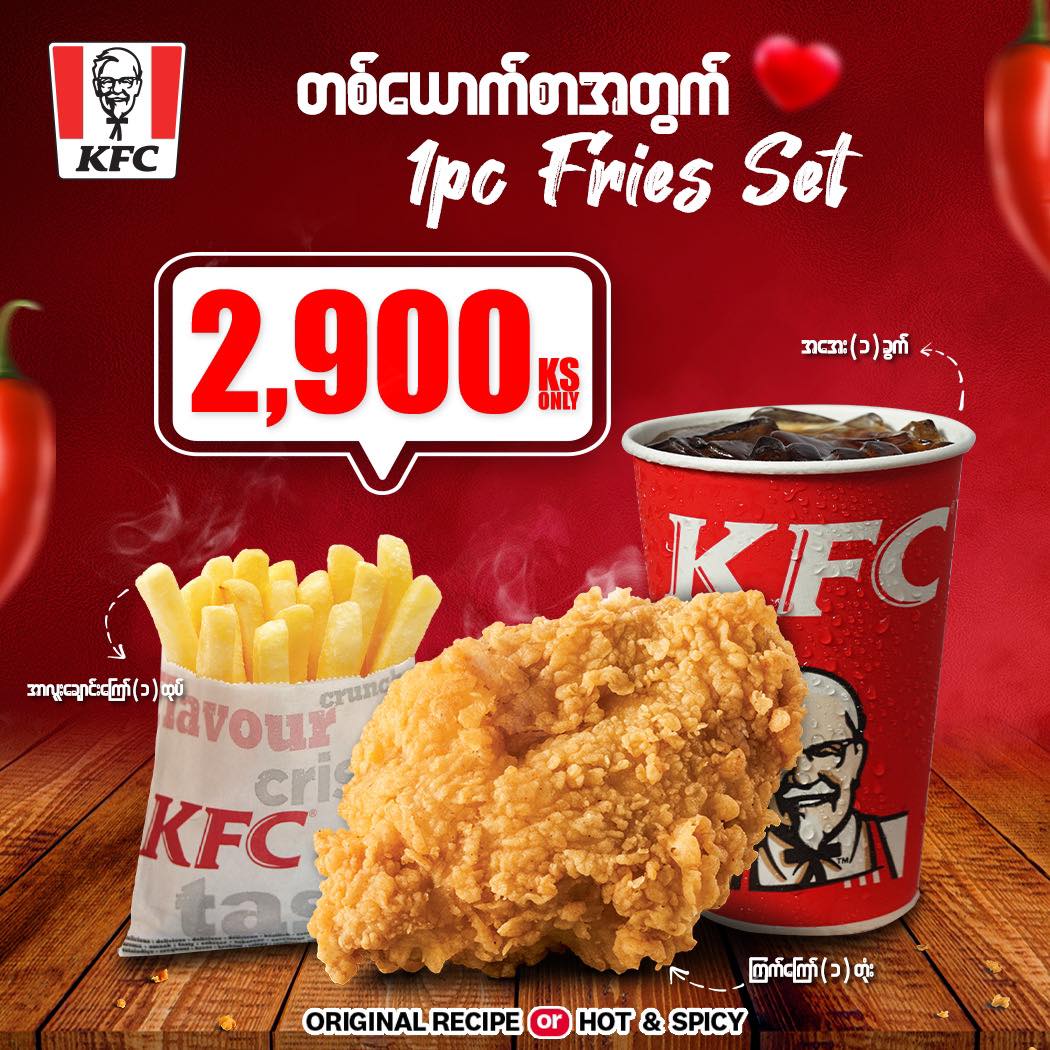 KFC
တစ်ယောက်စာအတွက်
1pc Fries Set
2,900 KS ONLY
အအေး(၁)ခွက်
KFC
အာလူးချောင်းကြော်(၁)ထုပ်
crunch
lavour
cris
KFC
tas
TM
ကြက်ကြော်(၁)တုံး
ORIGINAL RECIPE or HOT & SPICY